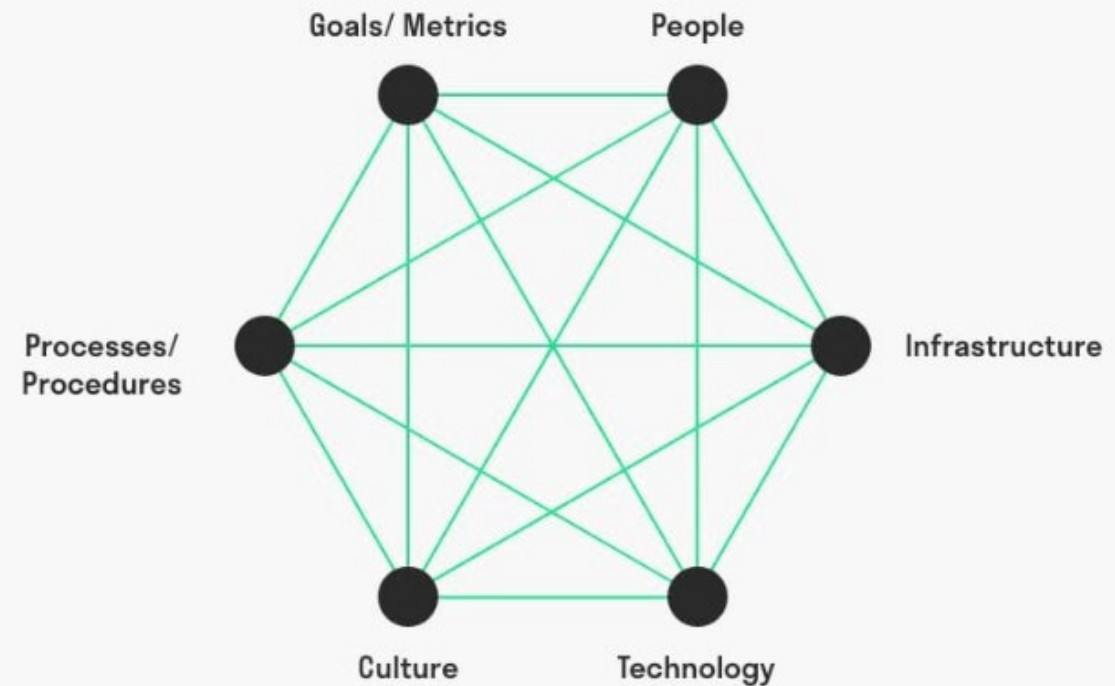 Goals/ Metrics
People
Processes/
Procedures
Infrastructure
Culture
Technology